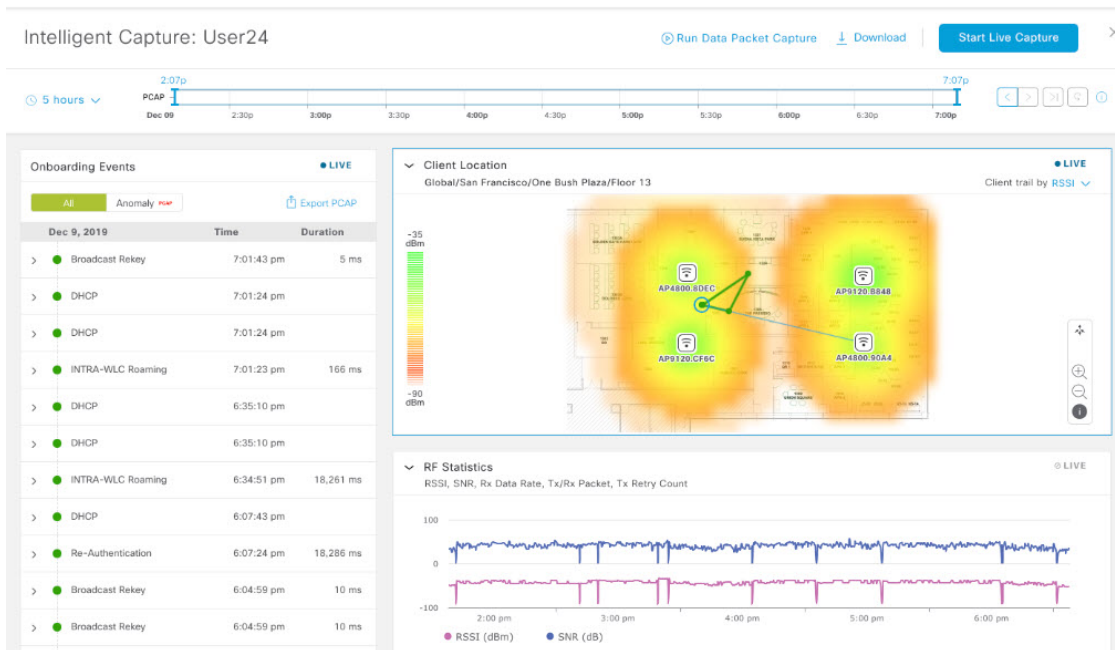 Intelligent Capture: User24
Run Data Packet Capture
Download
Start Live Capture
5 hours
2:07p
7:07p
PCAP
Dec 09
2:30p
3:00p
3:30p
4:00p
4:30p
5:00p
5:30p
6:00p
6:30p
7:00p
Onboarding Events
LIVE
All
Anomaly PCAP
Export PCAP
Dec 9, 2019 Time Duration
Broadcast Rekey 7:01:43 pm 5 ms
DHCP 7:01:24 pm
DHCP 7:01:24 pm
INTRA-WLC Roaming 7:01:23 pm 166 ms
DHCP 6:35:10 pm
DHCP 6:35:10 pm
INTRA-WLC Roaming 6:34:51 pm 18,261 ms
DHCP 6:07:43 pm
Re-Authentication 6:07:24 pm 18,286 ms
Broadcast Rekey 6:04:59 pm 10 ms
Broadcast Rekey 6:04:59 pm 10 ms
Client Location
LIVE
Global/San Francisco/One Bush Plaza/Floor 13
Client trail by RSSI
-35
dBm
-90
dBm
AP4800.8DEC
AP9120.B848
AP9120.CF6C
AP4800.90A4
RF Statistics
LIVE
RSSI, SNR, Rx Data Rate, Tx/Rx Packet, Tx Retry Count
100
0
-100
2:00 pm
3:00 pm
4:00 pm
5:00 pm
6:00 pm
RSSI (dBm)
SNR (dB)